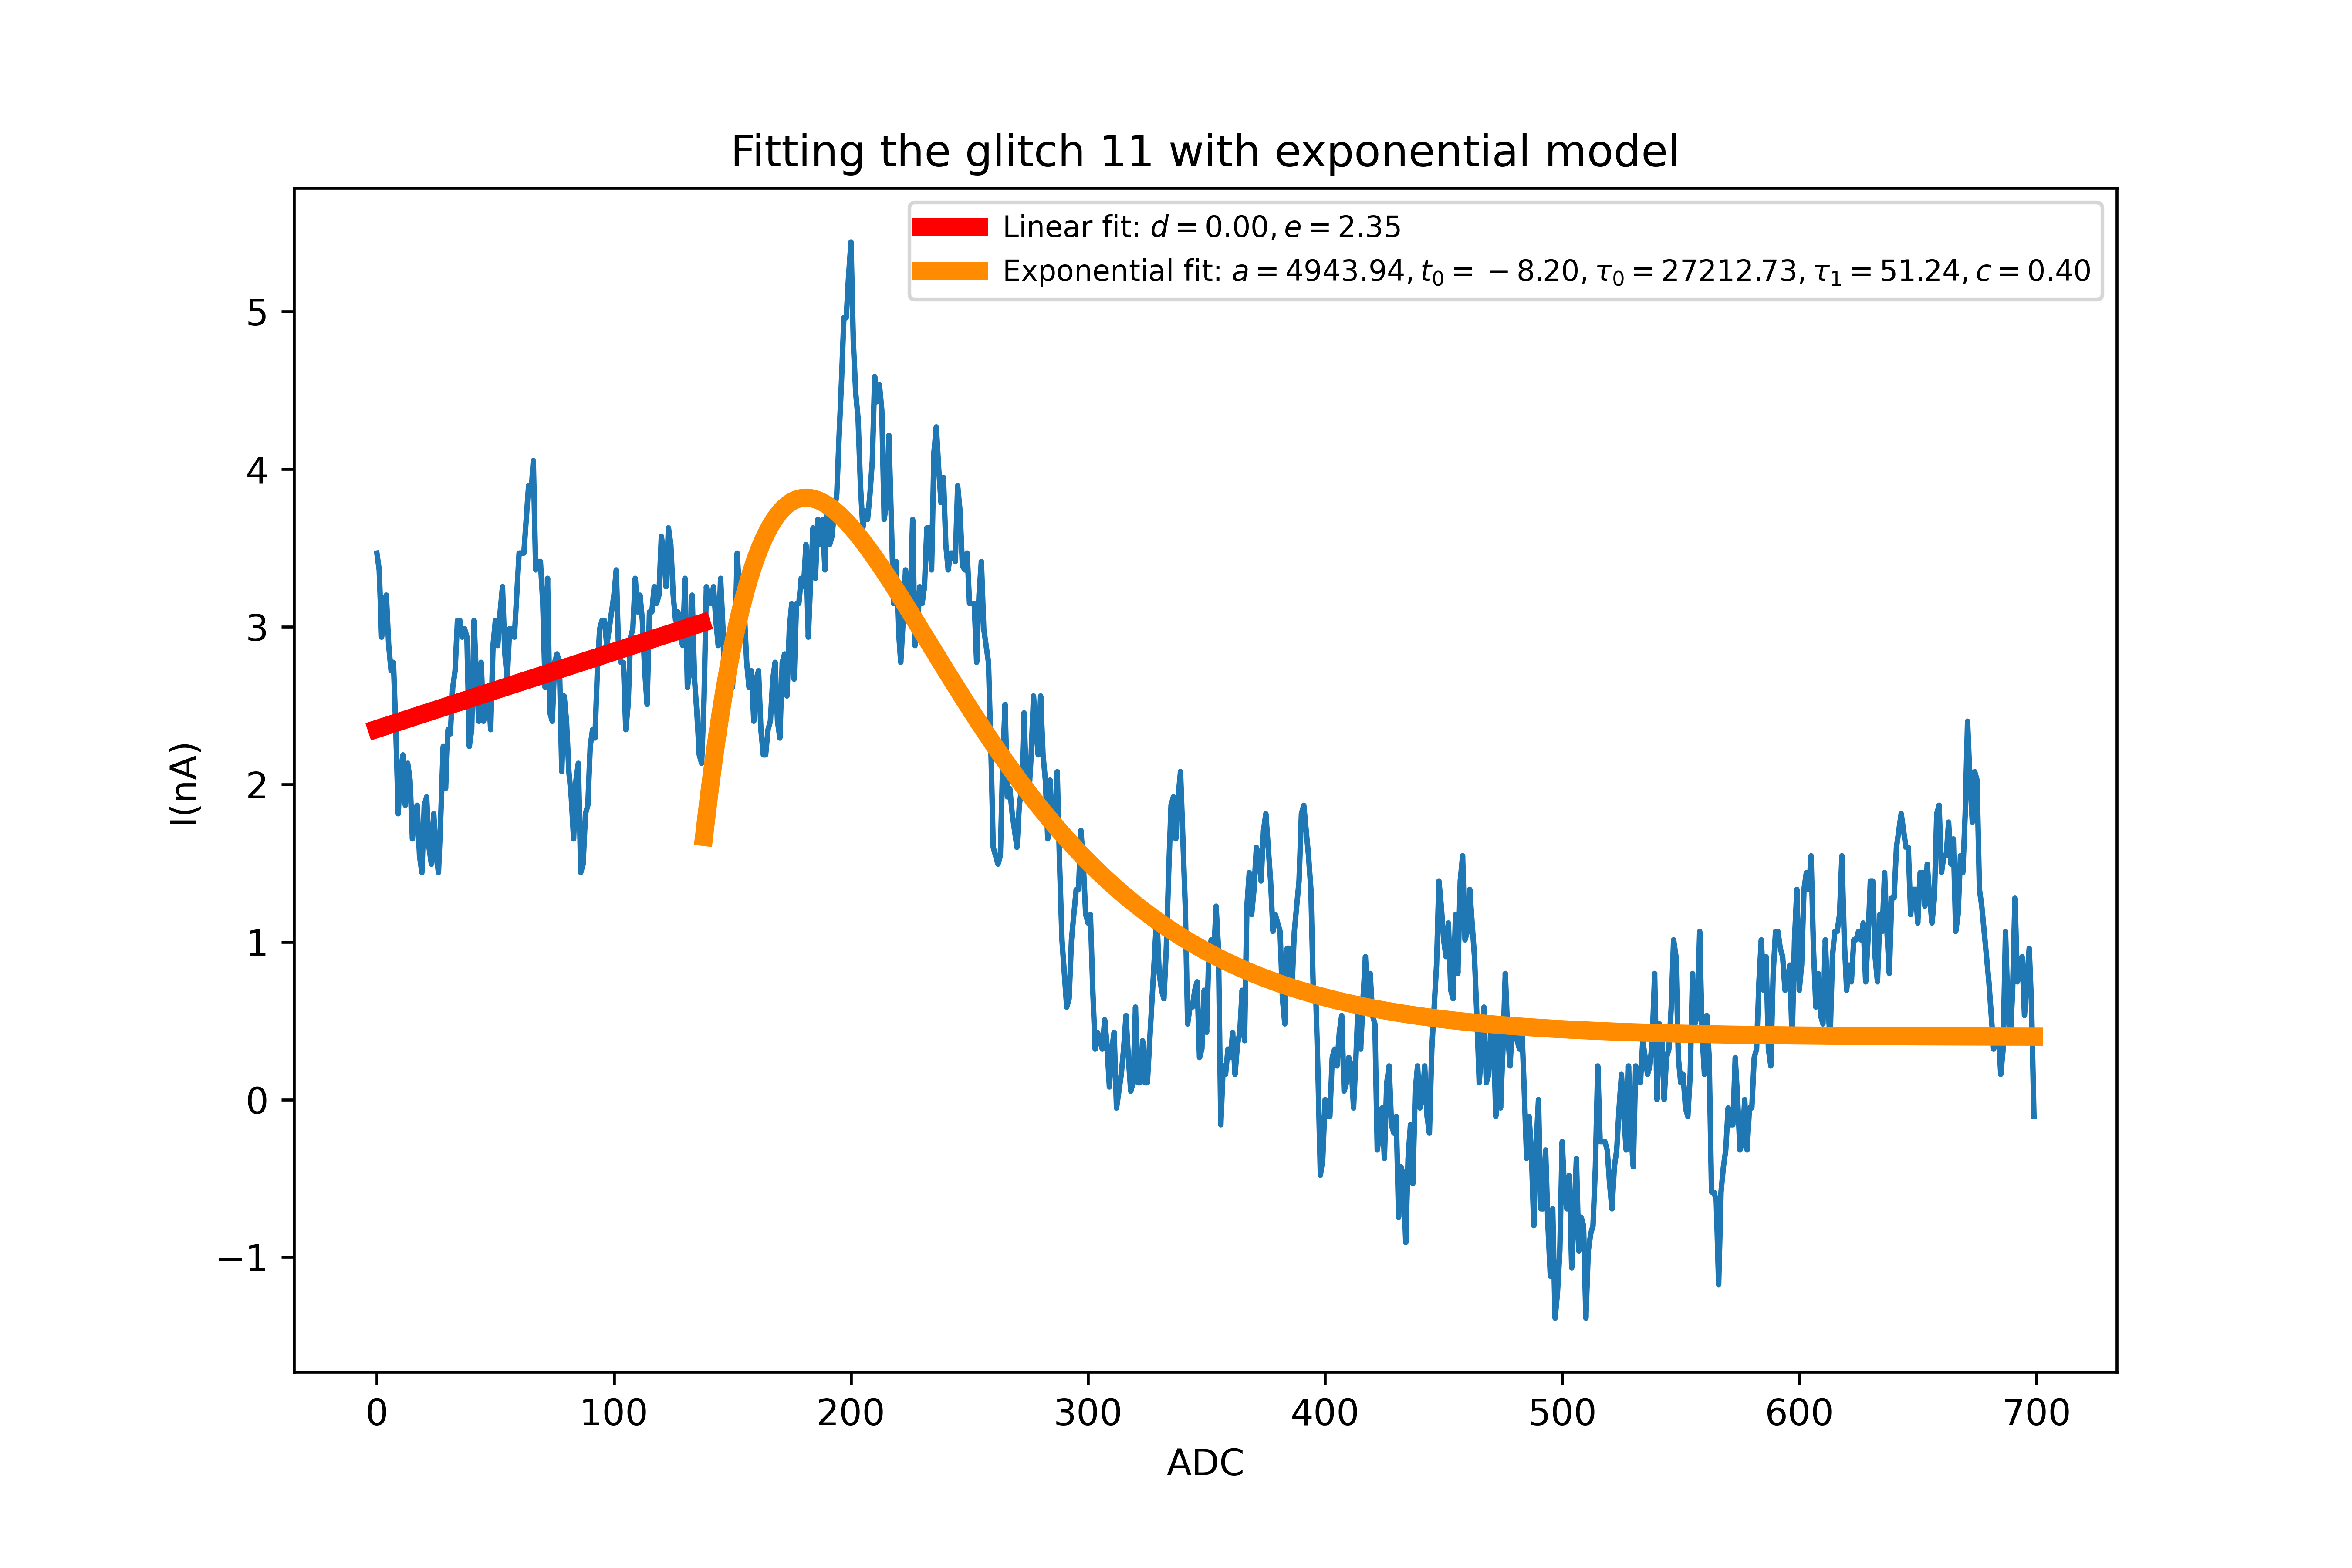 Fitting the glitch 11 with exponential model
Linear fit: d = 0.00, e = 2.35
Exponential fit: a = 4943.94, t₀ = −8.20, τ₀ = 27212.73, τ₁ = 51.24, c = 0.40
5
4
3
2
1
0
−1
I(nA)
0 100 200 300 400 500 600 700
ADC